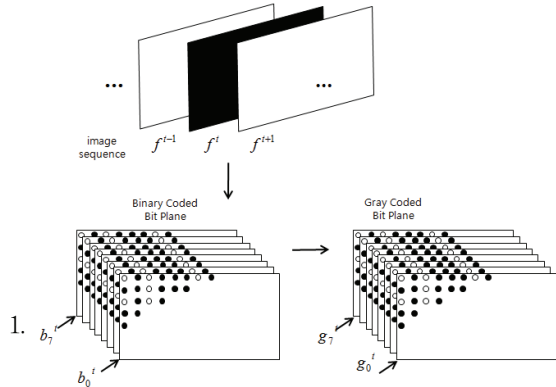 ... ...
image
sequence f^{t-1} f^t f^{t+1}
Binary Coded
Bit Plane
Gray Coded
Bit Plane
1.
b_7^t
b_0^t
g_7^t
g_0^t